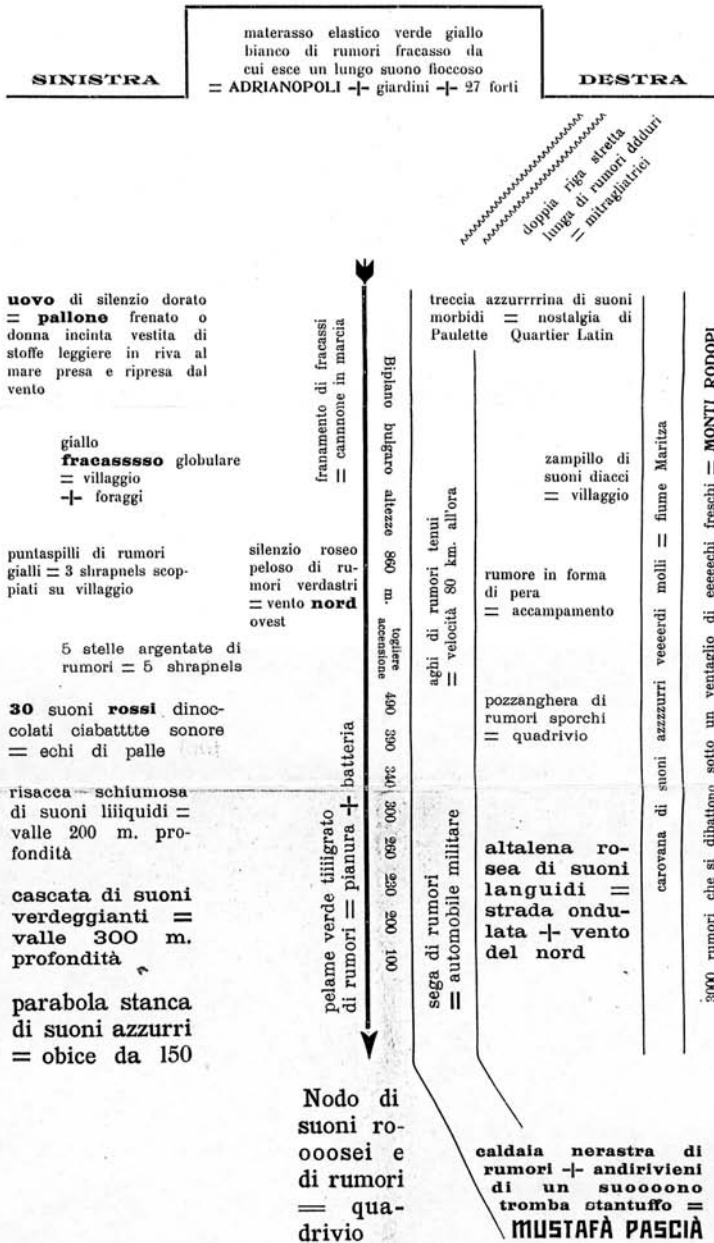 materasso elastico verde giallo
bianco di rumori fracasso da
cui esce un lungo suono fioccoso
= ADRIANOPOLI + giardini + 27 forti
SINISTRA
DESTRA
doppia riga stretta
lunga di rumori ddduri
= mitragliatrici
uovo di silenzio dorato
= pallone frenato o
donna incinta vestita di
stoffe leggiere in riva al
mare presa e ripresa dal
vento
giallo
fracasssso globulare
= villaggio
+ foraggi
puntaspilli di rumori
gialli = 3 shrapnels scop-
piati su villaggio
5 stelle argentate di
rumori = 5 shrapnels
30 suoni rossi dinoc-
colati ciabatttte sonore
= echi di palle
risacca schiumosa
di suoni liiiquidi =
valle 200 m. pro-
fondità
cascata di suoni
verdeggianti =
valle 300 m.
profondità
parabola stanca
di suoni azzurri
= obice da 150
franamento di fracassi
= cannnone in marcia
silenzio roseo
peloso di ru-
mori verdastri
= vento nord
ovest
pelame verde tiiiigrato
di rumori = planura + batteria
Biplano bulgaro altezze 860 m. togliere accensione 490 390 340 300 260 230 200 100
Nodo di
suoni ro-
ooosei e
di rumori
= qua-
drivio
treccia azzurrrrina di suoni
morbidi = nostalgia di
Paulette Quartier Latin
aghi di rumori tenui
= velocità 80 km. all'ora
sega di rumori
= automobile militare
zampillo di
suoni diacci
= villaggio
rumore in forma
di pera
= accampamento
pozzanghera di
rumori sporchi
= quadrivio
altalena ro-
sea di suoni
languidi =
strada ondu-
lata + vento
del nord
carovana di suoni azzzzurri veeeerdi molli = fiume Maritza
3000 rumori che si dibattono sotto un ventaglio di eeeeechi freschi = MONTI RODOPI
caldaia nerastra di
rumori + andirivieni
di un suoooono
tromba stantuffo =
MUSTAFÀ PASCIÀ